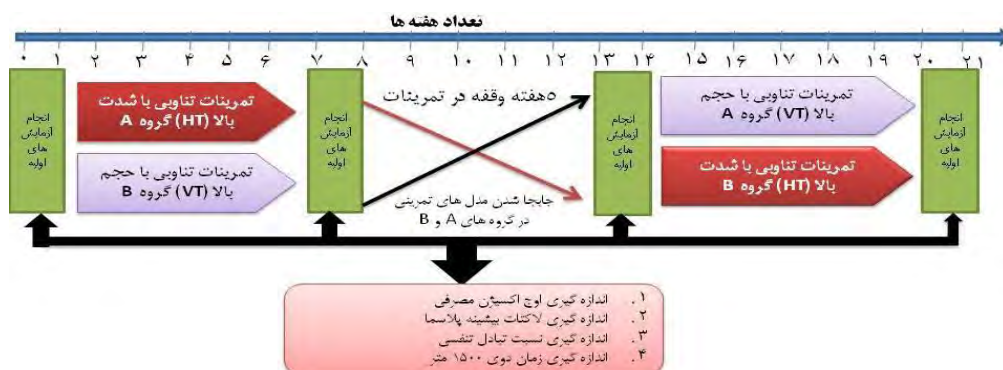 تعداد هفته ها
۰ ۱ ۲ ۳ ۴ ۵ ۶ ۷ ۸ ۹ ۱۰ ۱۱ ۱۲ ۱۳ ۱۴ ۱۵ ۱۶ ۱۷ ۱۸ ۱۹ ۲۰ ۲۱
انجام
آزمایش
های
اولیه
تمرینات تناوبی با شدت
بالا (HT) گروه A
تمرینات تناوبی با حجم
بالا (VT) گروه B
انجام
آزمایش
های
اولیه
۵هفته وقفه در تمرینات
جابجا شدن مدل های تمرینی
در گروه های A و B
انجام
آزمایش
های
اولیه
تمرینات تناوبی با حجم
بالا (VT) گروه A
تمرینات تناوبی با شدت
بالا (HT) گروه B
انجام
آزمایش
های
اولیه
۱. اندازه گیری اوج اکسیژن مصرفی
۲. اندازه گیری لاکتات بیشینه پلاسما
۳. اندازه گیری نسبت تبادل تنفسی
۴. اندازه گیری زمان دوی ۱۵۰۰ متر